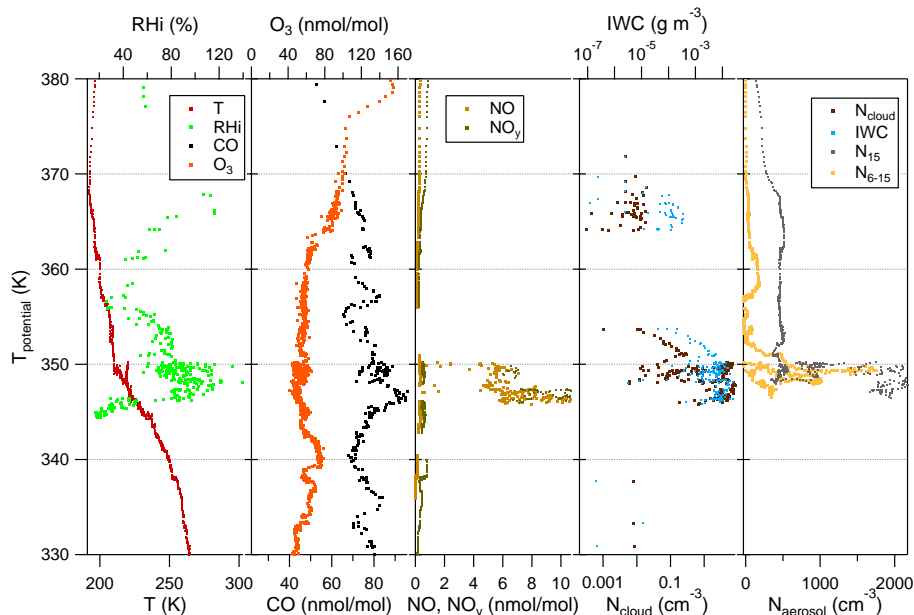 RHi (%) O3 (nmol/mol) IWC (g m-3)
0 40 80 120 0 40 80 120 160 10-7 10-5 10-3
380
370
360
350
340
330
Tpotential (K)
T
RHi
CO
O3
NO
NOy
Ncloud
IWC
N15
N6-15
200 250 300 40 60 80 0 2 4 6 8 10 0.001 0.1 10 0 1000 2000
T (K) CO (nmol/mol) NO, NOy (nmol/mol) Ncloud (cm-3) Naerosol (cm-3)